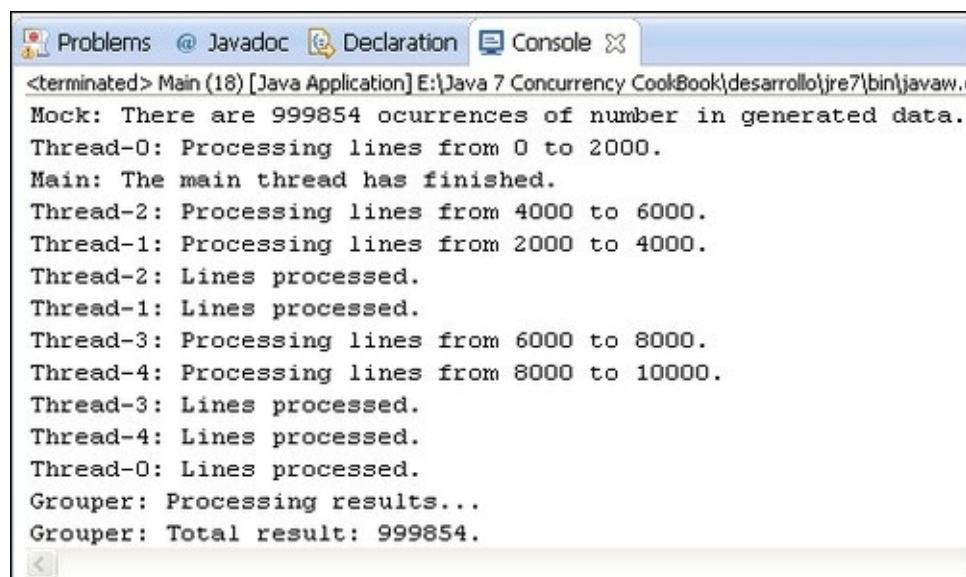 Problems @ Javadoc Declaration Console
<terminated> Main (18) [Java Application] E:\Java 7 Concurrency CookBook\desarrollo\jre7\bin\javaw.
Mock: There are 999854 ocurrences of number in generated data.
Thread-0: Processing lines from 0 to 2000.
Main: The main thread has finished.
Thread-2: Processing lines from 4000 to 6000.
Thread-1: Processing lines from 2000 to 4000.
Thread-2: Lines processed.
Thread-1: Lines processed.
Thread-3: Processing lines from 6000 to 8000.
Thread-4: Processing lines from 8000 to 10000.
Thread-3: Lines processed.
Thread-4: Lines processed.
Thread-0: Lines processed.
Grouper: Processing results...
Grouper: Total result: 999854.